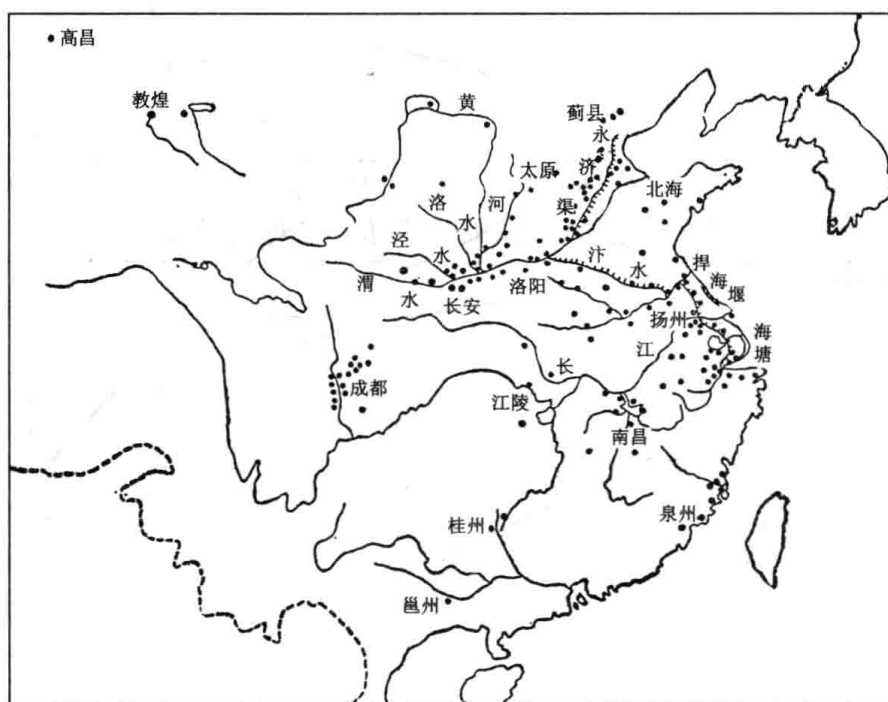 高昌
教煌
黄
河
蓟县
永
济
渠
太原
北海
洛
水
泾
水
渭
水
长安
洛阳
汴
水
捍
海
堰
扬州
海
塘
成都
长
江
江陵
南昌
桂州
泉州
邕州